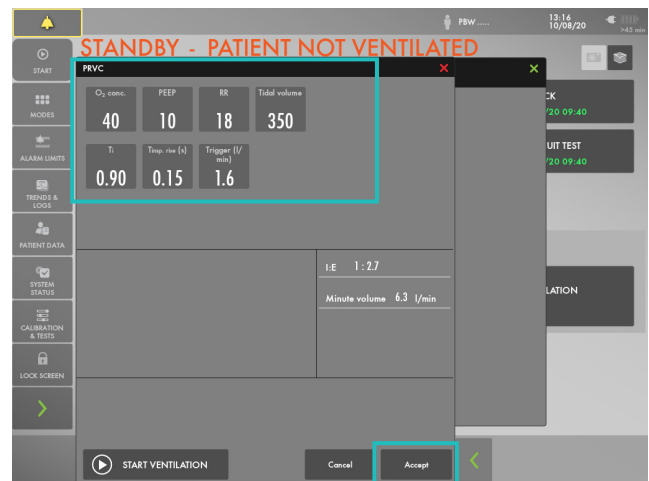 PBW .....
13:16
10/08/20
>45 min
STANDBY - PATIENT NOT VENTILATED
START
MODES
ALARM LIMITS
TRENDS &
LOGS
PATIENT DATA
SYSTEM
STATUS
CALIBRATION
& TESTS
LOCK SCREEN
PRVC
O₂ conc.
PEEP
RR
Tidal volume
40
10
18
350
Ti
Tinsp. rise (s)
Trigger (l/
min)
0.90
0.15
1.6
I:E 1 : 2.7
Minute volume 6.3 l/min
START VENTILATION
Cancel
Accept
CK
/20 09:40
UIT TEST
/20 09:40
LATION